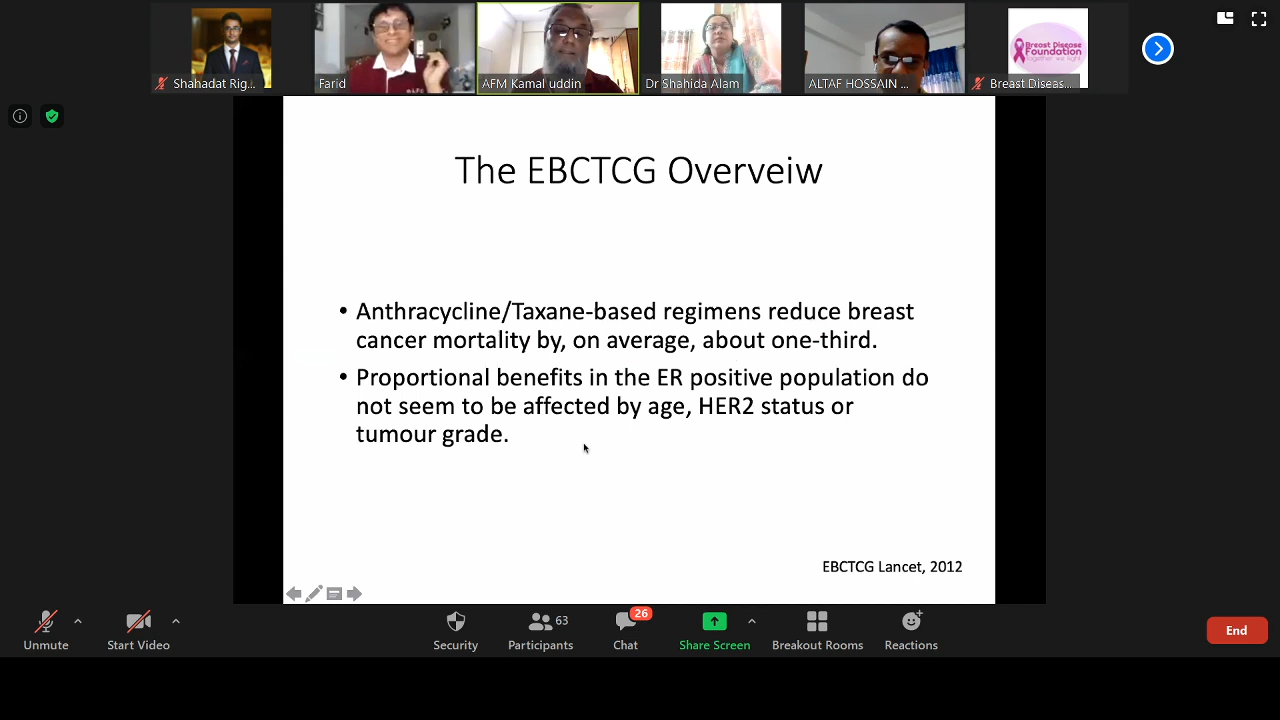 Shahadat Rig...
Farid
AFM Kamal uddin
Dr Shahida Alam
ALTAF HOSSAIN ...
Breast Disease
Foundation
together we fight
Breast Diseas...
The EBCTCG Overveiw
• Anthracycline/Taxane-based regimens reduce breast
cancer mortality by, on average, about one-third.
• Proportional benefits in the ER positive population do
not seem to be affected by age, HER2 status or
tumour grade.
EBCTCG Lancet, 2012
Unmute
Start Video
Security
63
Participants
26
Chat
Share Screen
Breakout Rooms
Reactions
End